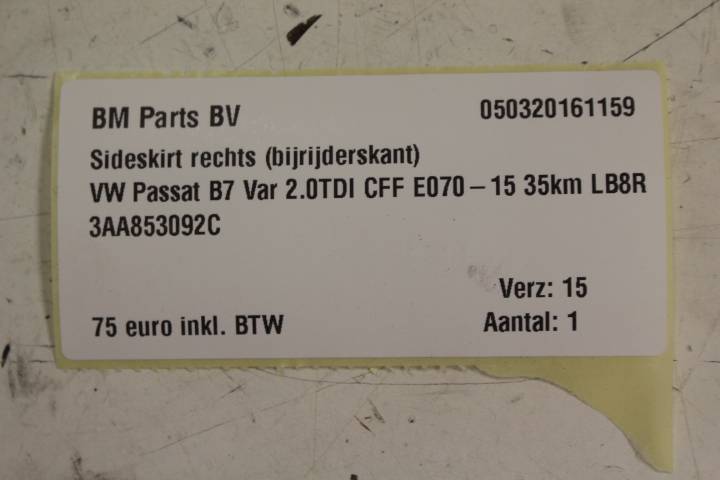 BM Parts BV 050320161159
Sideskirt rechts (bijrijderskant)
VW Passat B7 Var 2.0TDI CFF E070 – 15 35km LB8R
3AA853092C
Verz: 15
75 euro inkl. BTW Aantal: 1